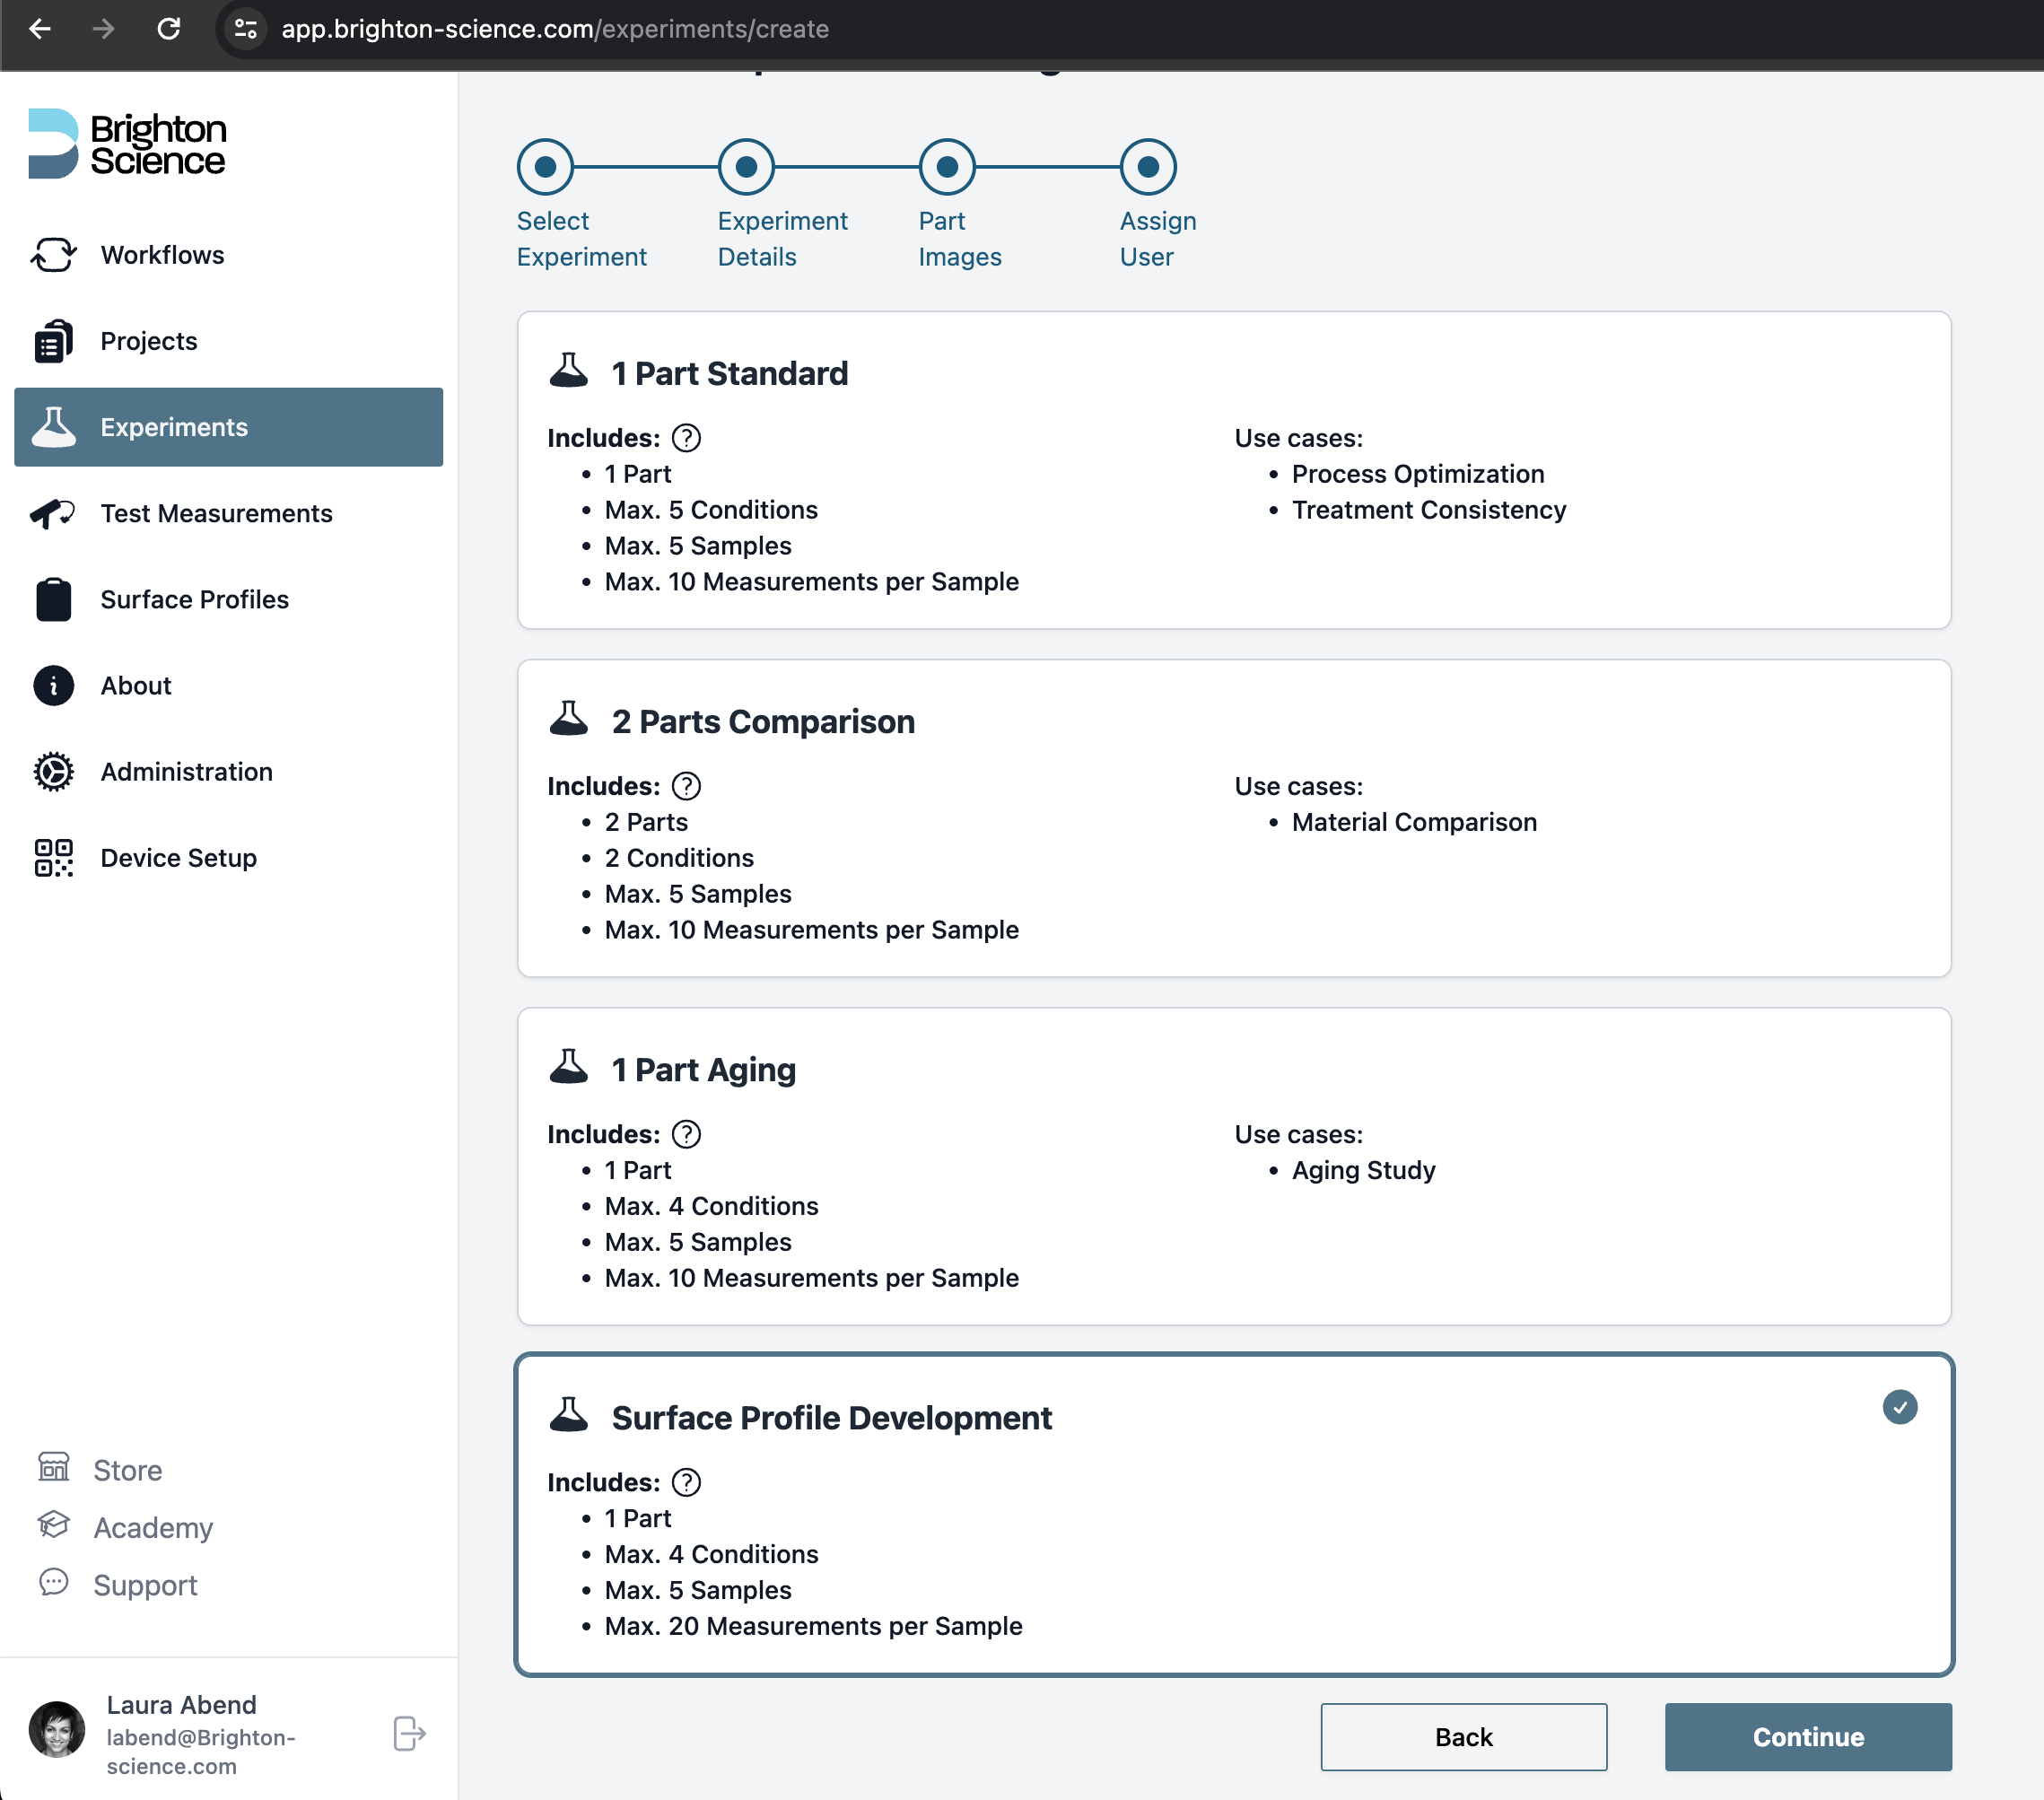 app.brighton-science.com/experiments/create
Brighton
Science
Workflows
Projects
Experiments
Test Measurements
Surface Profiles
About
Administration
Device Setup
Store
Academy
Support
Laura Abend
labend@Brighton-
science.com
Select
Experiment
Experiment
Details
Part
Images
Assign
User
1 Part Standard
Includes: ?
• 1 Part
• Max. 5 Conditions
• Max. 5 Samples
• Max. 10 Measurements per Sample
Use cases:
• Process Optimization
• Treatment Consistency
2 Parts Comparison
Includes: ?
• 2 Parts
• 2 Conditions
• Max. 5 Samples
• Max. 10 Measurements per Sample
Use cases:
• Material Comparison
1 Part Aging
Includes: ?
• 1 Part
• Max. 4 Conditions
• Max. 5 Samples
• Max. 10 Measurements per Sample
Use cases:
• Aging Study
Surface Profile Development
Includes: ?
• 1 Part
• Max. 4 Conditions
• Max. 5 Samples
• Max. 20 Measurements per Sample
Back
Continue